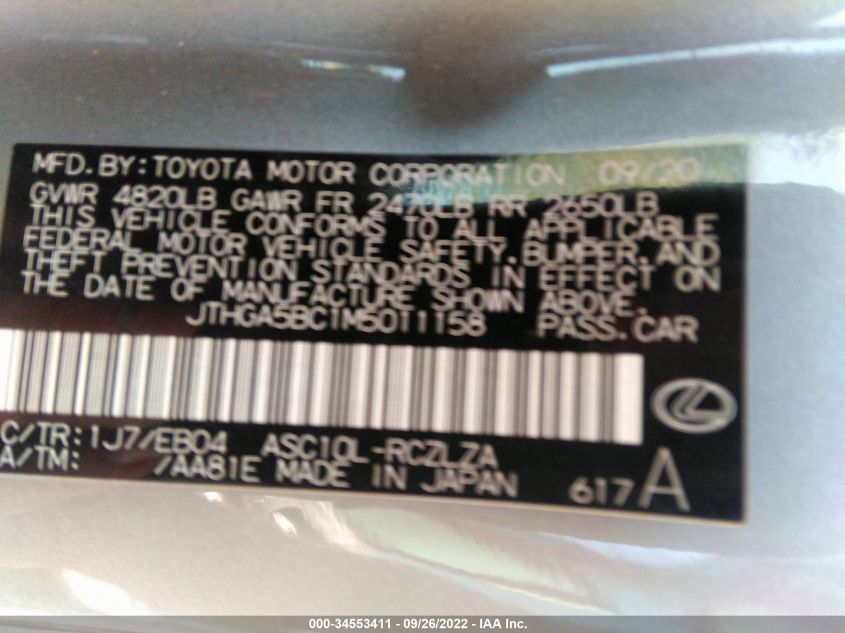 MFD.BY:TOYOTA MOTOR CORPORATION 09/20
GVWR 4820LB GAWR FR 2470LB RR 2650LB
THIS VEHICLE CONFORMS TO ALL APPLICABLE
FEDERAL MOTOR VEHICLE SAFETY.BUMPER.AND
THEFT PREVENTION STANDARDS IN EFFECT ON
THE DATE OF MANUFACTURE SHOWN ABOVE.
JTHGA5BC1M5011158 PASS.CAR
C/TR:1J7/EB04 ASC10L-RCZLZA
A/TM: /AA81E MADE IN JAPAN 617A
000-34553411 - 09/26/2022 - IAA Inc.